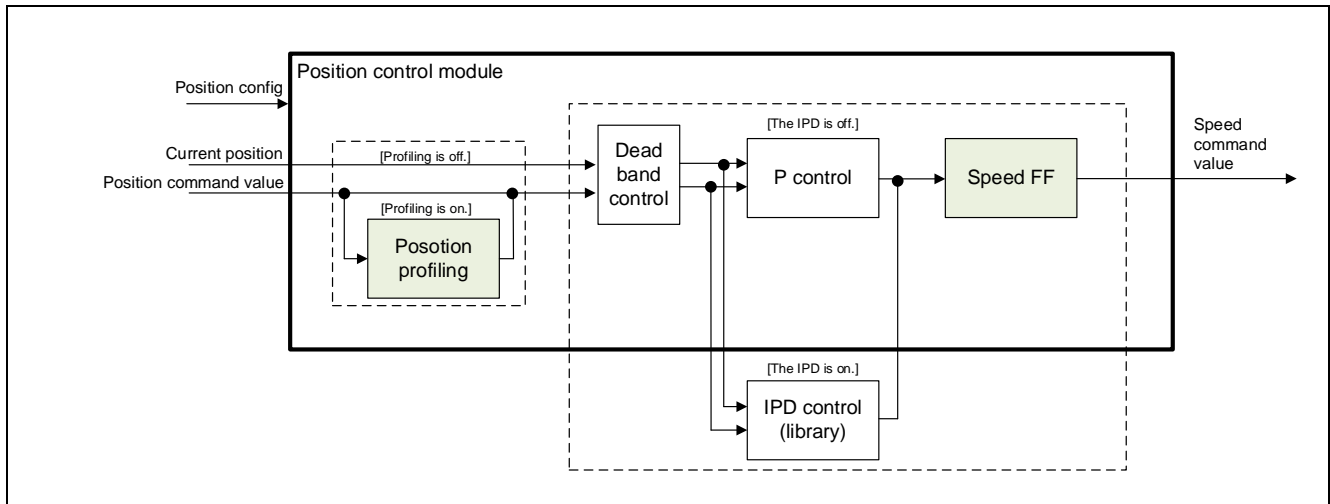 Position control module
Position config
Current position
Position command value
[Profiling is off.]
[Profiling is on.]
Posotion
profiling
Dead
band
control
[The IPD is off.]
P control
Speed FF
Speed
command
value
[The IPD is on.]
IPD control
(library)